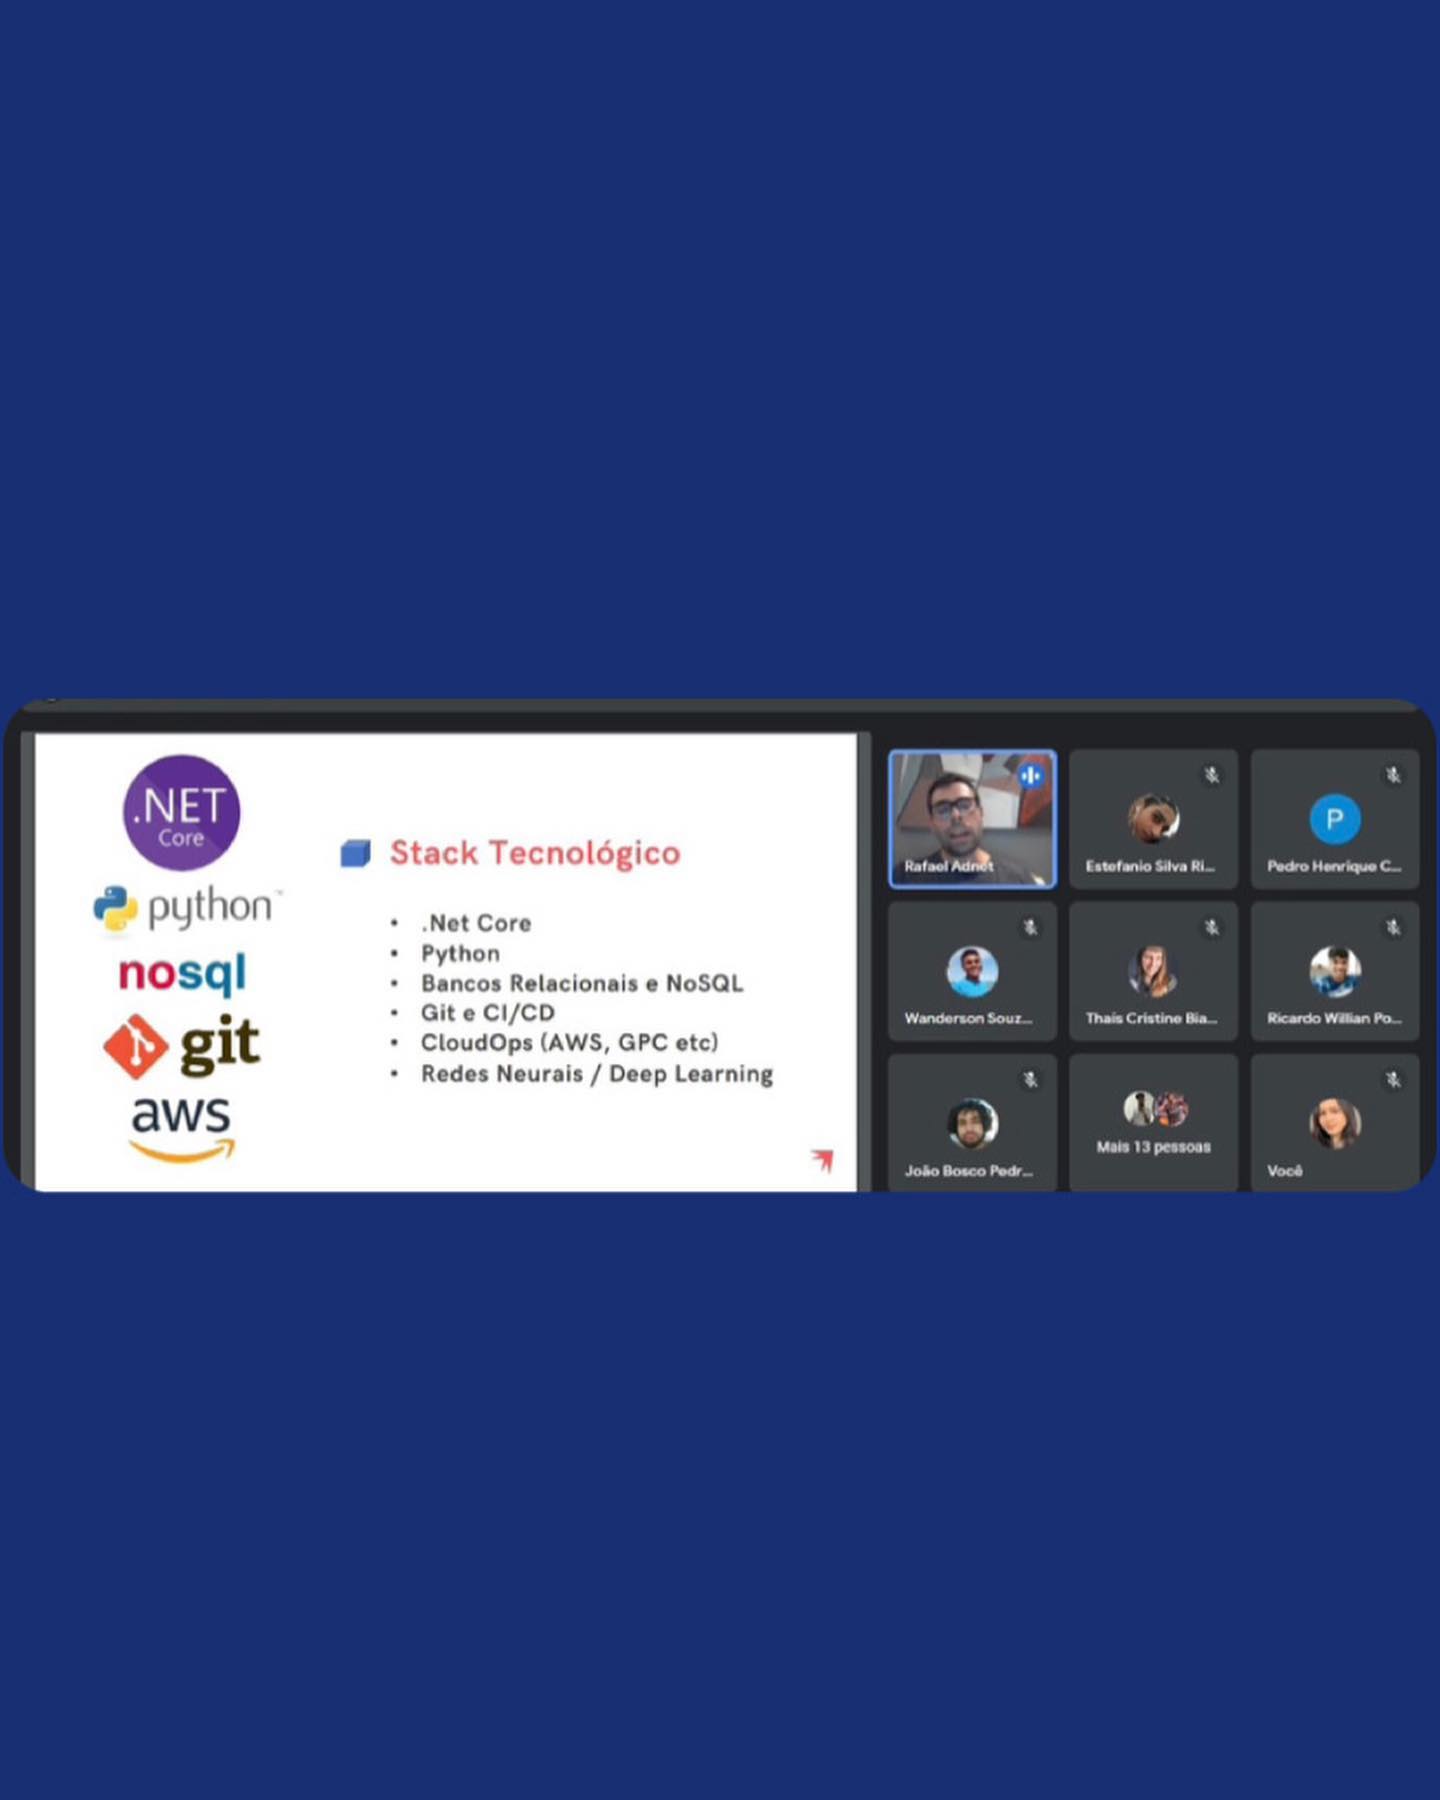 .NET
Core
python
nosql
git
aws
Stack Tecnológico
• .Net Core
• Python
• Bancos Relacionais e NoSQL
• Git e CI/CD
• CloudOps (AWS, GPC etc)
• Redes Neurais / Deep Learning
Rafael Adnet
Estefanio Silva Ri...
P
Pedro Henrique C...
Wanderson Souz...
Thais Cristine Bia...
Ricardo Willian Po...
João Bosco Pedr...
Mais 13 pessoas
Você